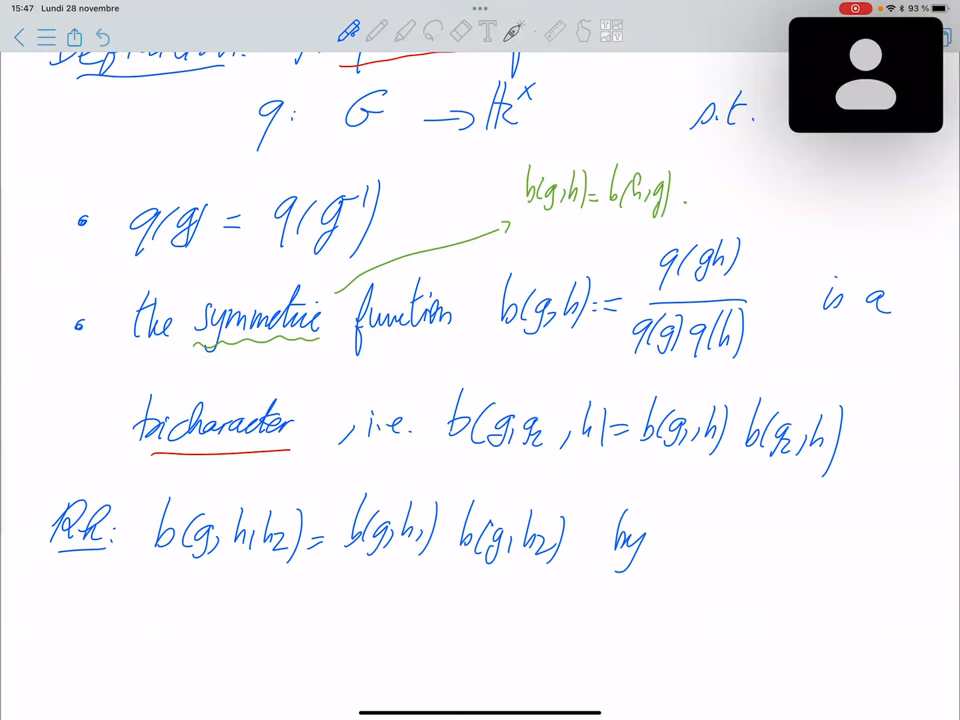 15:47 Lundi 28 novembre 93 %
Definition:
q: G → k^x s.t.
b(g,h)=b(h,g).
• q(g) = q(g^-1)
• the symmetric function b(g,h):= q(gh) / q(g)q(h) is a
bicharacter, i.e. b(g1g2,h)=b(g1,h) b(g2,h)
RK: b(g,h1h2)=b(g,h1) b(g,h2) by